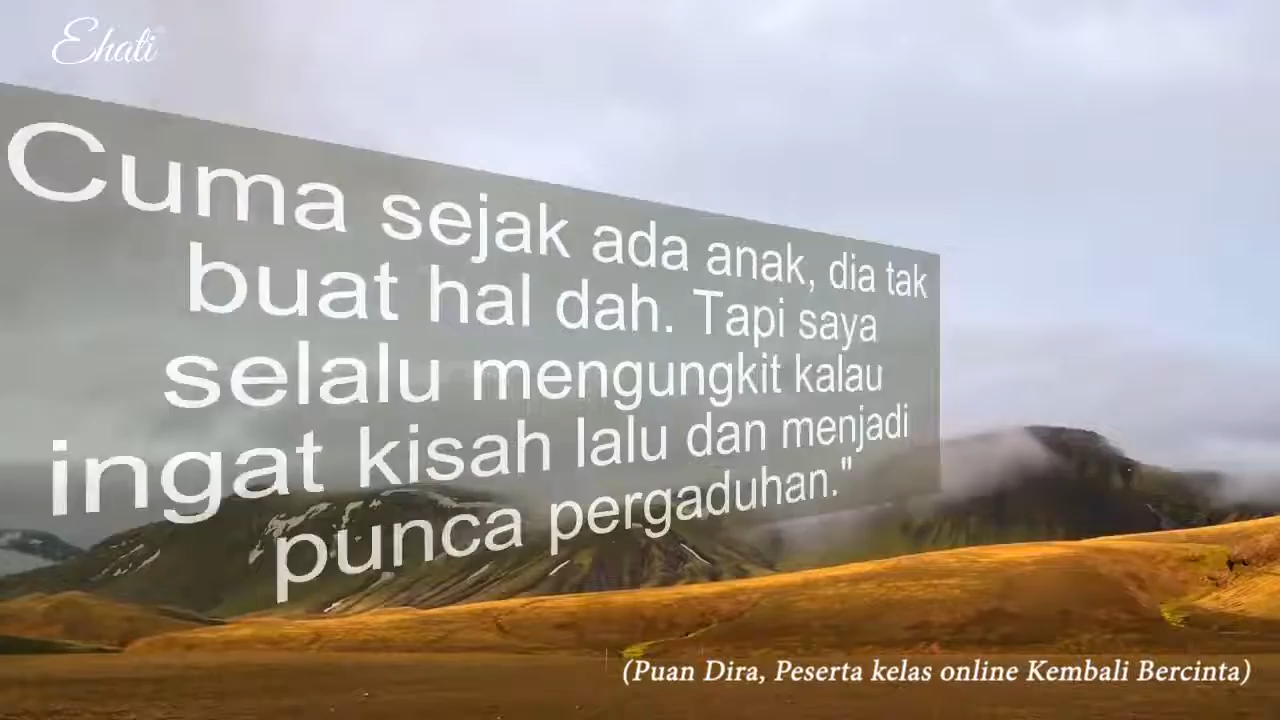 Ehati
Cuma sejak ada anak, dia tak
buat hal dah. Tapi saya
selalu mengungkit kalau
ingat kisah lalu dan menjadi
punca pergaduhan."
(Puan Dira, Peserta kelas online Kembali Bercinta)